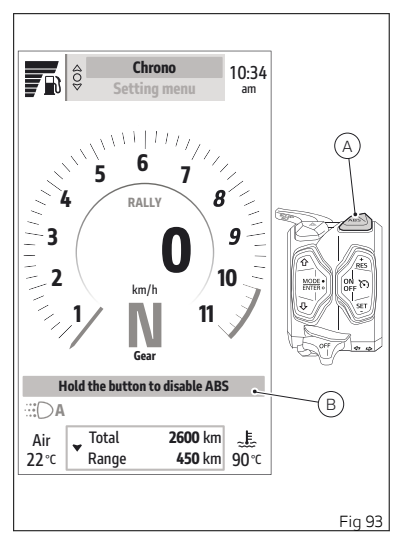 Chrono
Setting menu
10:34
am
1
2
3
4
5
6
7
8
9
10
11
RALLY
0
km/h
N
Gear
Hold the button to disable ABS
A
Air
22 °C
Total 2600 km
Range 450 km
90 °C
A
ABS
MODE
ENTER
+
RES
ON
OFF
SET
-
OFF
B
Fig 93